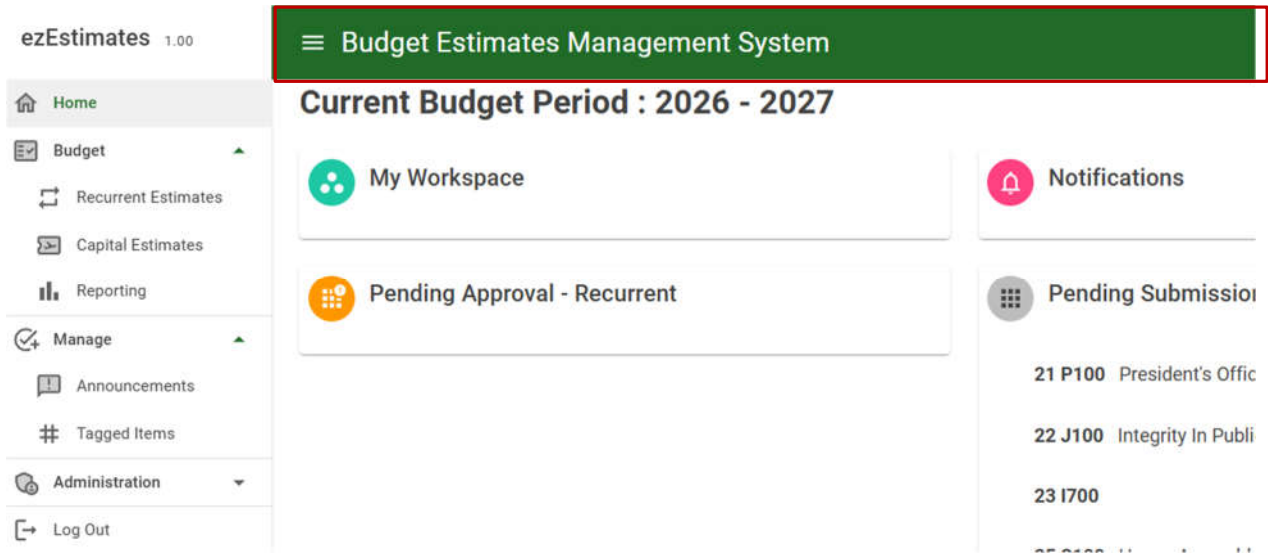 ezEstimates 1.00
Budget Estimates Management System
Home
Budget
Recurrent Estimates
Capital Estimates
Reporting
Manage
Announcements
Tagged Items
Administration
Log Out
Current Budget Period : 2026 - 2027
My Workspace
Notifications
Pending Approval - Recurrent
Pending Submission
21 P100 President's Offic
22 J100 Integrity In Publi
23 I700